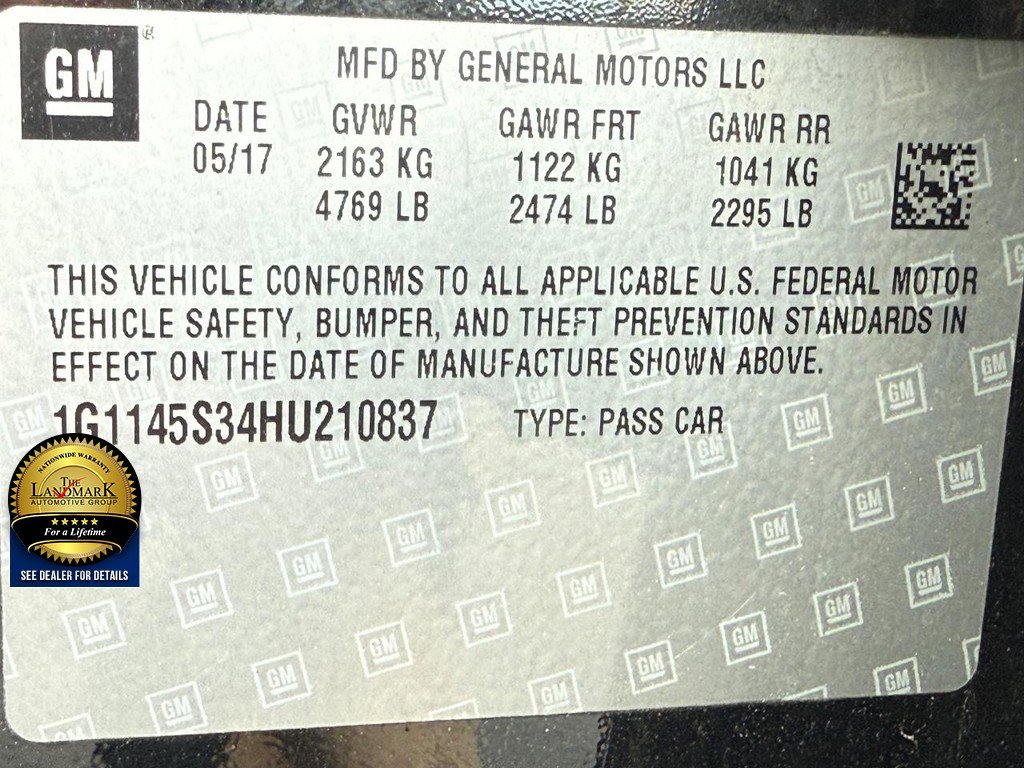 GM
MFD BY GENERAL MOTORS LLC
DATE GVWR GAWR FRT GAWR RR
05/17 2163 KG 1122 KG 1041 KG
4769 LB 2474 LB 2295 LB
THIS VEHICLE CONFORMS TO ALL APPLICABLE U.S. FEDERAL MOTOR
VEHICLE SAFETY, BUMPER, AND THEFT PREVENTION STANDARDS IN
EFFECT ON THE DATE OF MANUFACTURE SHOWN ABOVE.
1G1145S34HU210837 TYPE: PASS CAR
NATIONWIDE WARRANTY
THE
LANDMARK
AUTOMOTIVE GROUP
For a Lifetime
SEE DEALER FOR DETAILS